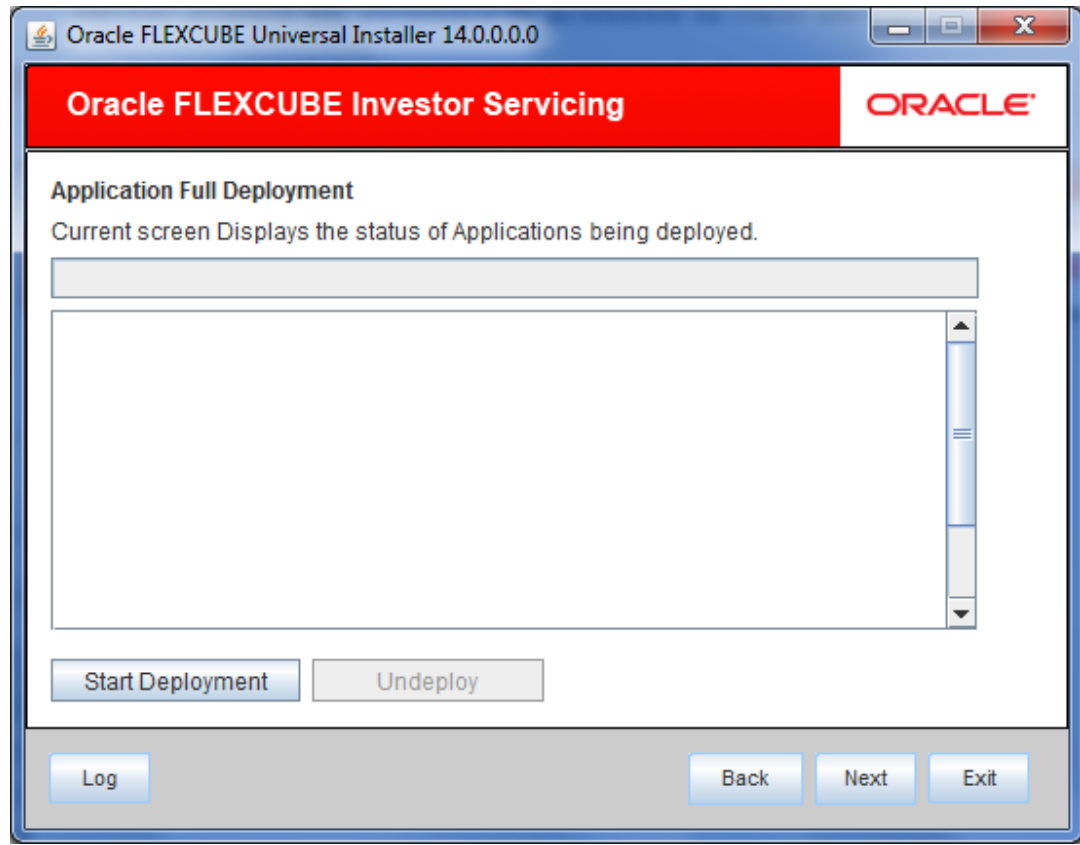 Oracle FLEXCUBE Universal Installer 14.0.0.0.0
Oracle FLEXCUBE Investor Servicing
ORACLE
Application Full Deployment
Current screen Displays the status of Applications being deployed.
Start Deployment Undeploy
Log Back Next Exit